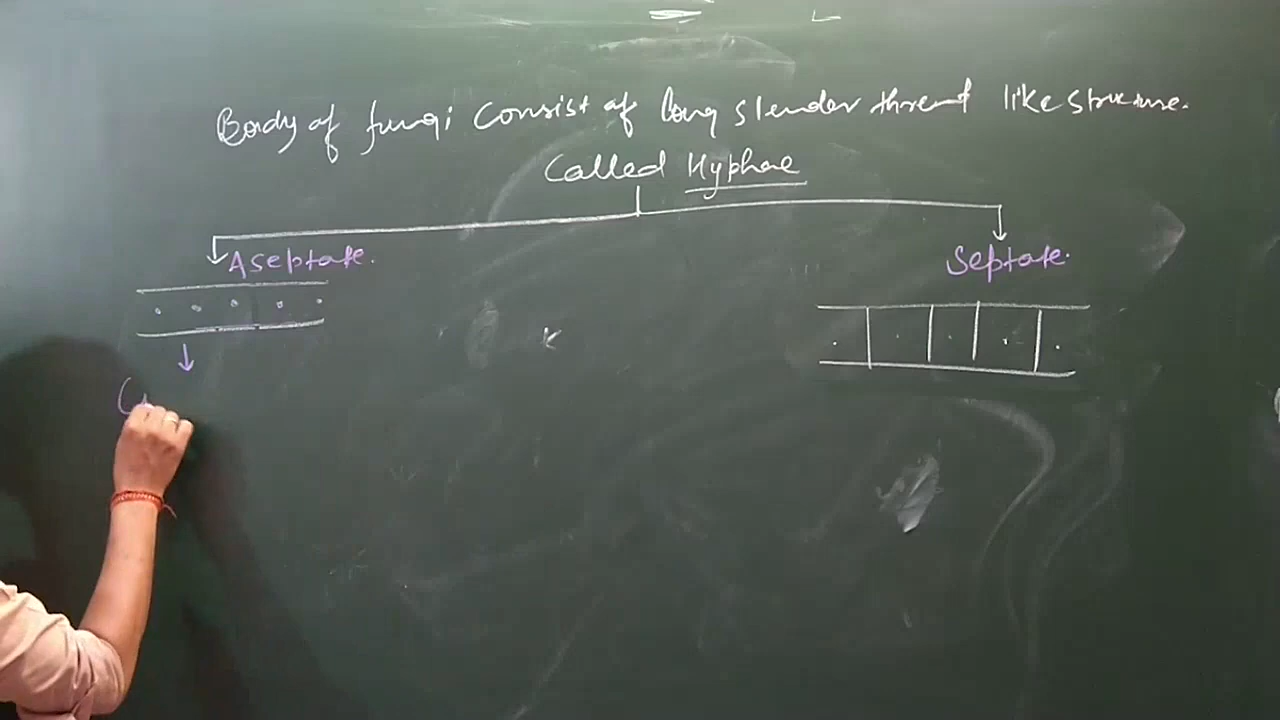 Body of fungi consist of long slender thread like structure.
Called Hyphae
Aseptate.
Septate.